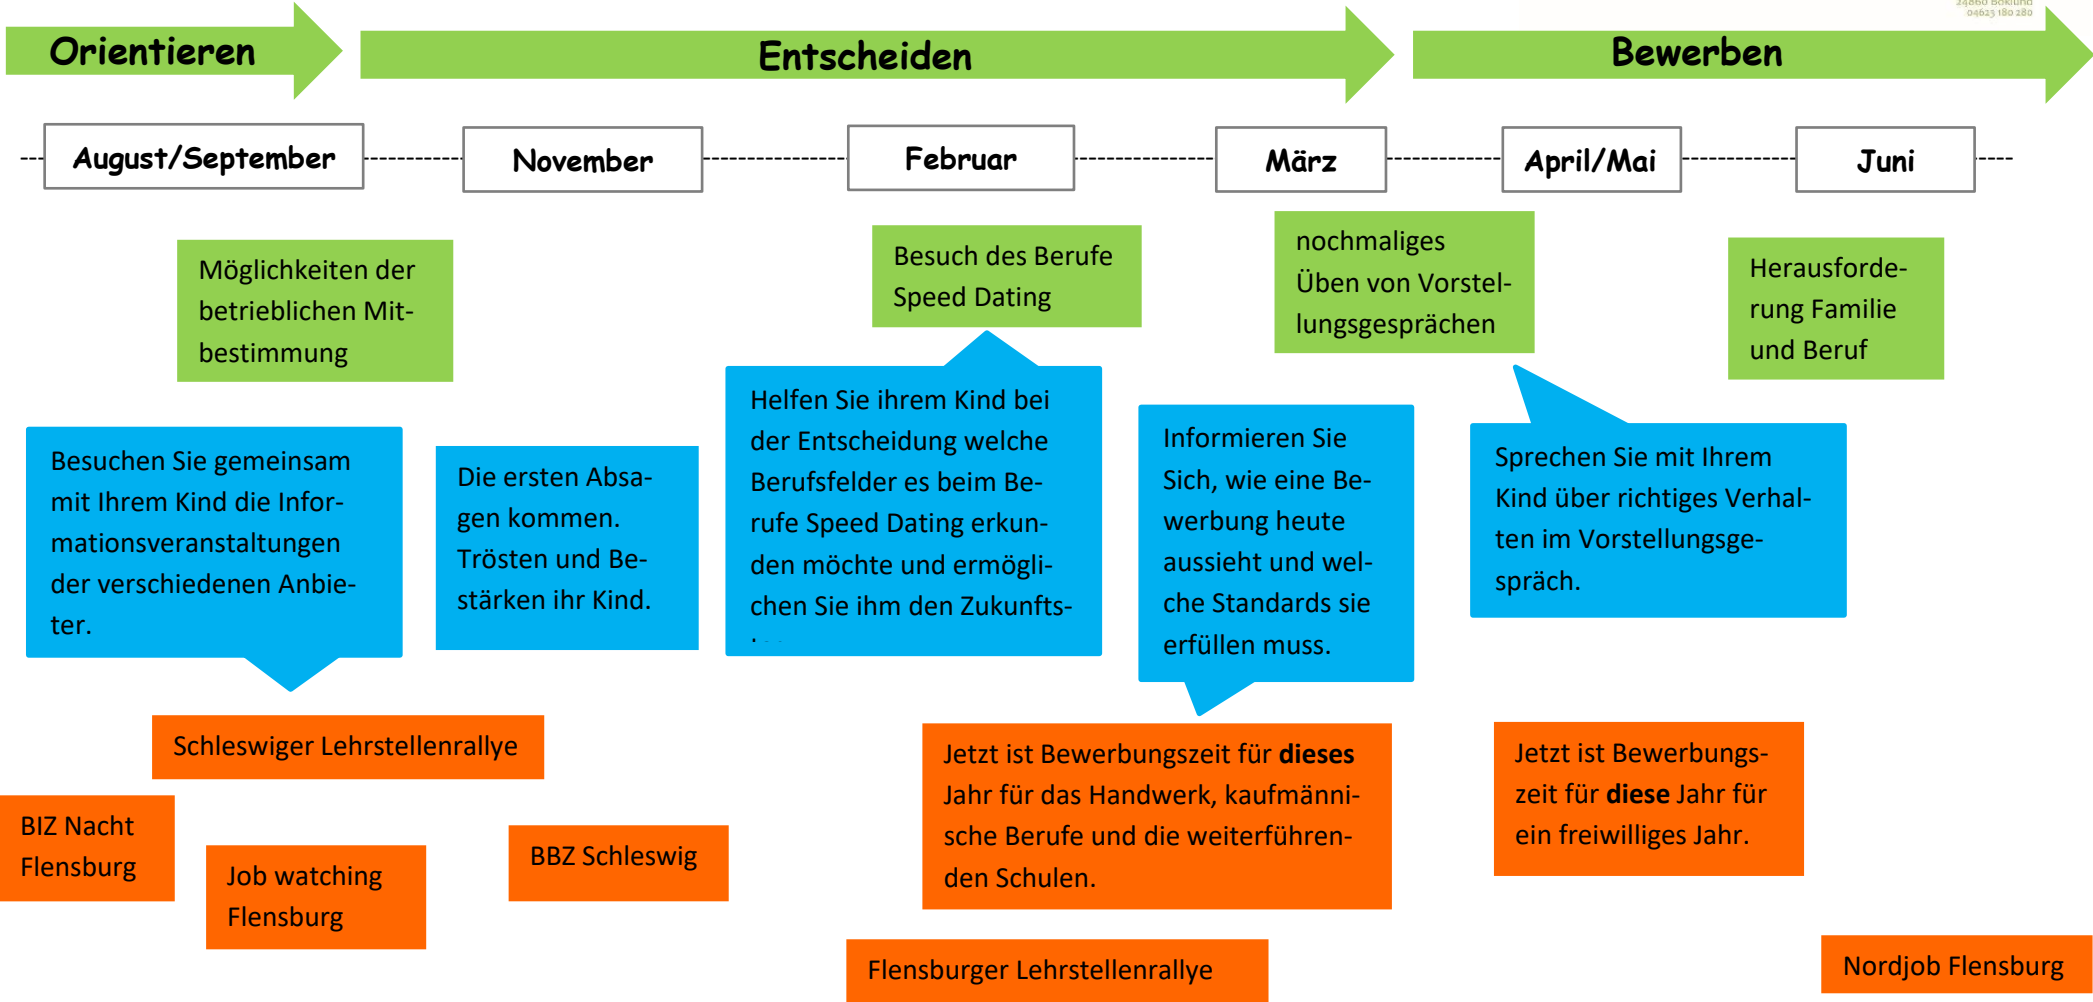 24860 Böklund
04623 180 280
Orientieren
Entscheiden
Bewerben
August/September
November
Februar
März
April/Mai
Juni
Möglichkeiten der
betrieblichen Mit-
bestimmung
Besuch des Berufe
Speed Dating
nochmaliges
Üben von Vorstel-
lungsgesprächen
Herausforde-
rung Familie
und Beruf
Besuchen Sie gemeinsam
mit Ihrem Kind die Infor-
mationsveranstaltungen
der verschiedenen Anbie-
ter.
Die ersten Absa-
gen kommen.
Trösten und Be-
stärken ihr Kind.
Helfen Sie ihrem Kind bei
der Entscheidung welche
Berufsfelder es beim Be-
rufe Speed Dating erkun-
den möchte und ermögli-
chen Sie ihm den Zukunfts-
Informieren Sie
Sich, wie eine Be-
werbung heute
aussieht und wel-
che Standards sie
erfüllen muss.
Sprechen Sie mit Ihrem
Kind über richtiges Verhal-
ten im Vorstellungsge-
spräch.
Schleswiger Lehrstellenrallye
BIZ Nacht
Flensburg
Job watching
Flensburg
BBZ Schleswig
Jetzt ist Bewerbungszeit für dieses
Jahr für das Handwerk, kaufmänni-
sche Berufe und die weiterführen-
den Schulen.
Jetzt ist Bewerbungs-
zeit für diese Jahr für
ein freiwilliges Jahr.
Flensburger Lehrstellenrallye
Nordjob Flensburg